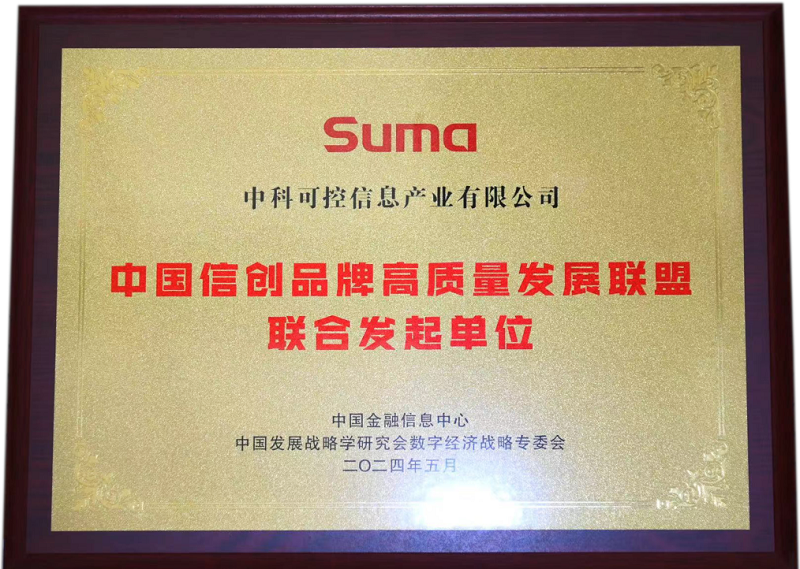 Suma
中科可控信息产业有限公司
中国信创品牌高质量发展联盟
联合发起单位
中国金融信息中心
中国发展战略学研究会数字经济战略专委会
二〇二四年五月